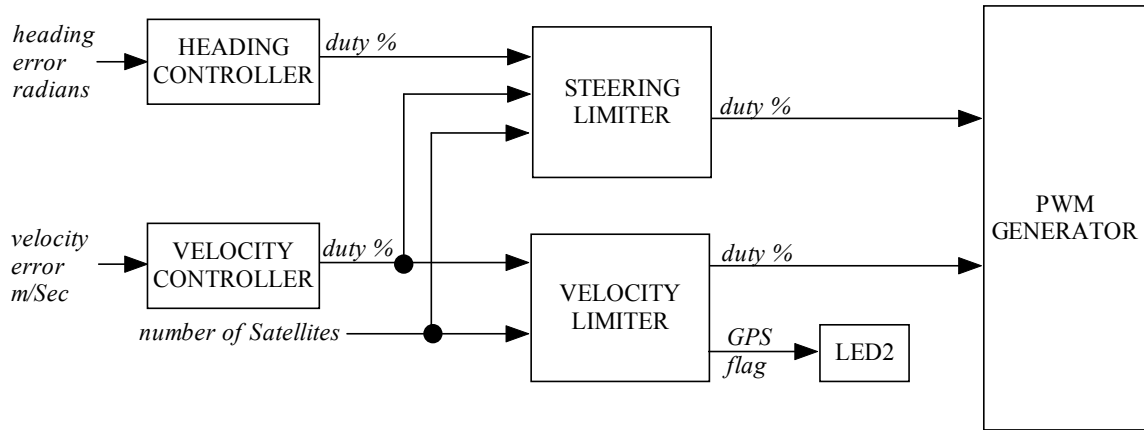 heading
error
radians
HEADING
CONTROLLER
duty %
STEERING
LIMITER
duty %
velocity
error
m/Sec
VELOCITY
CONTROLLER
duty %
number of Satellites
VELOCITY
LIMITER
duty %
GPS
flag
LED2
PWM
GENERATOR